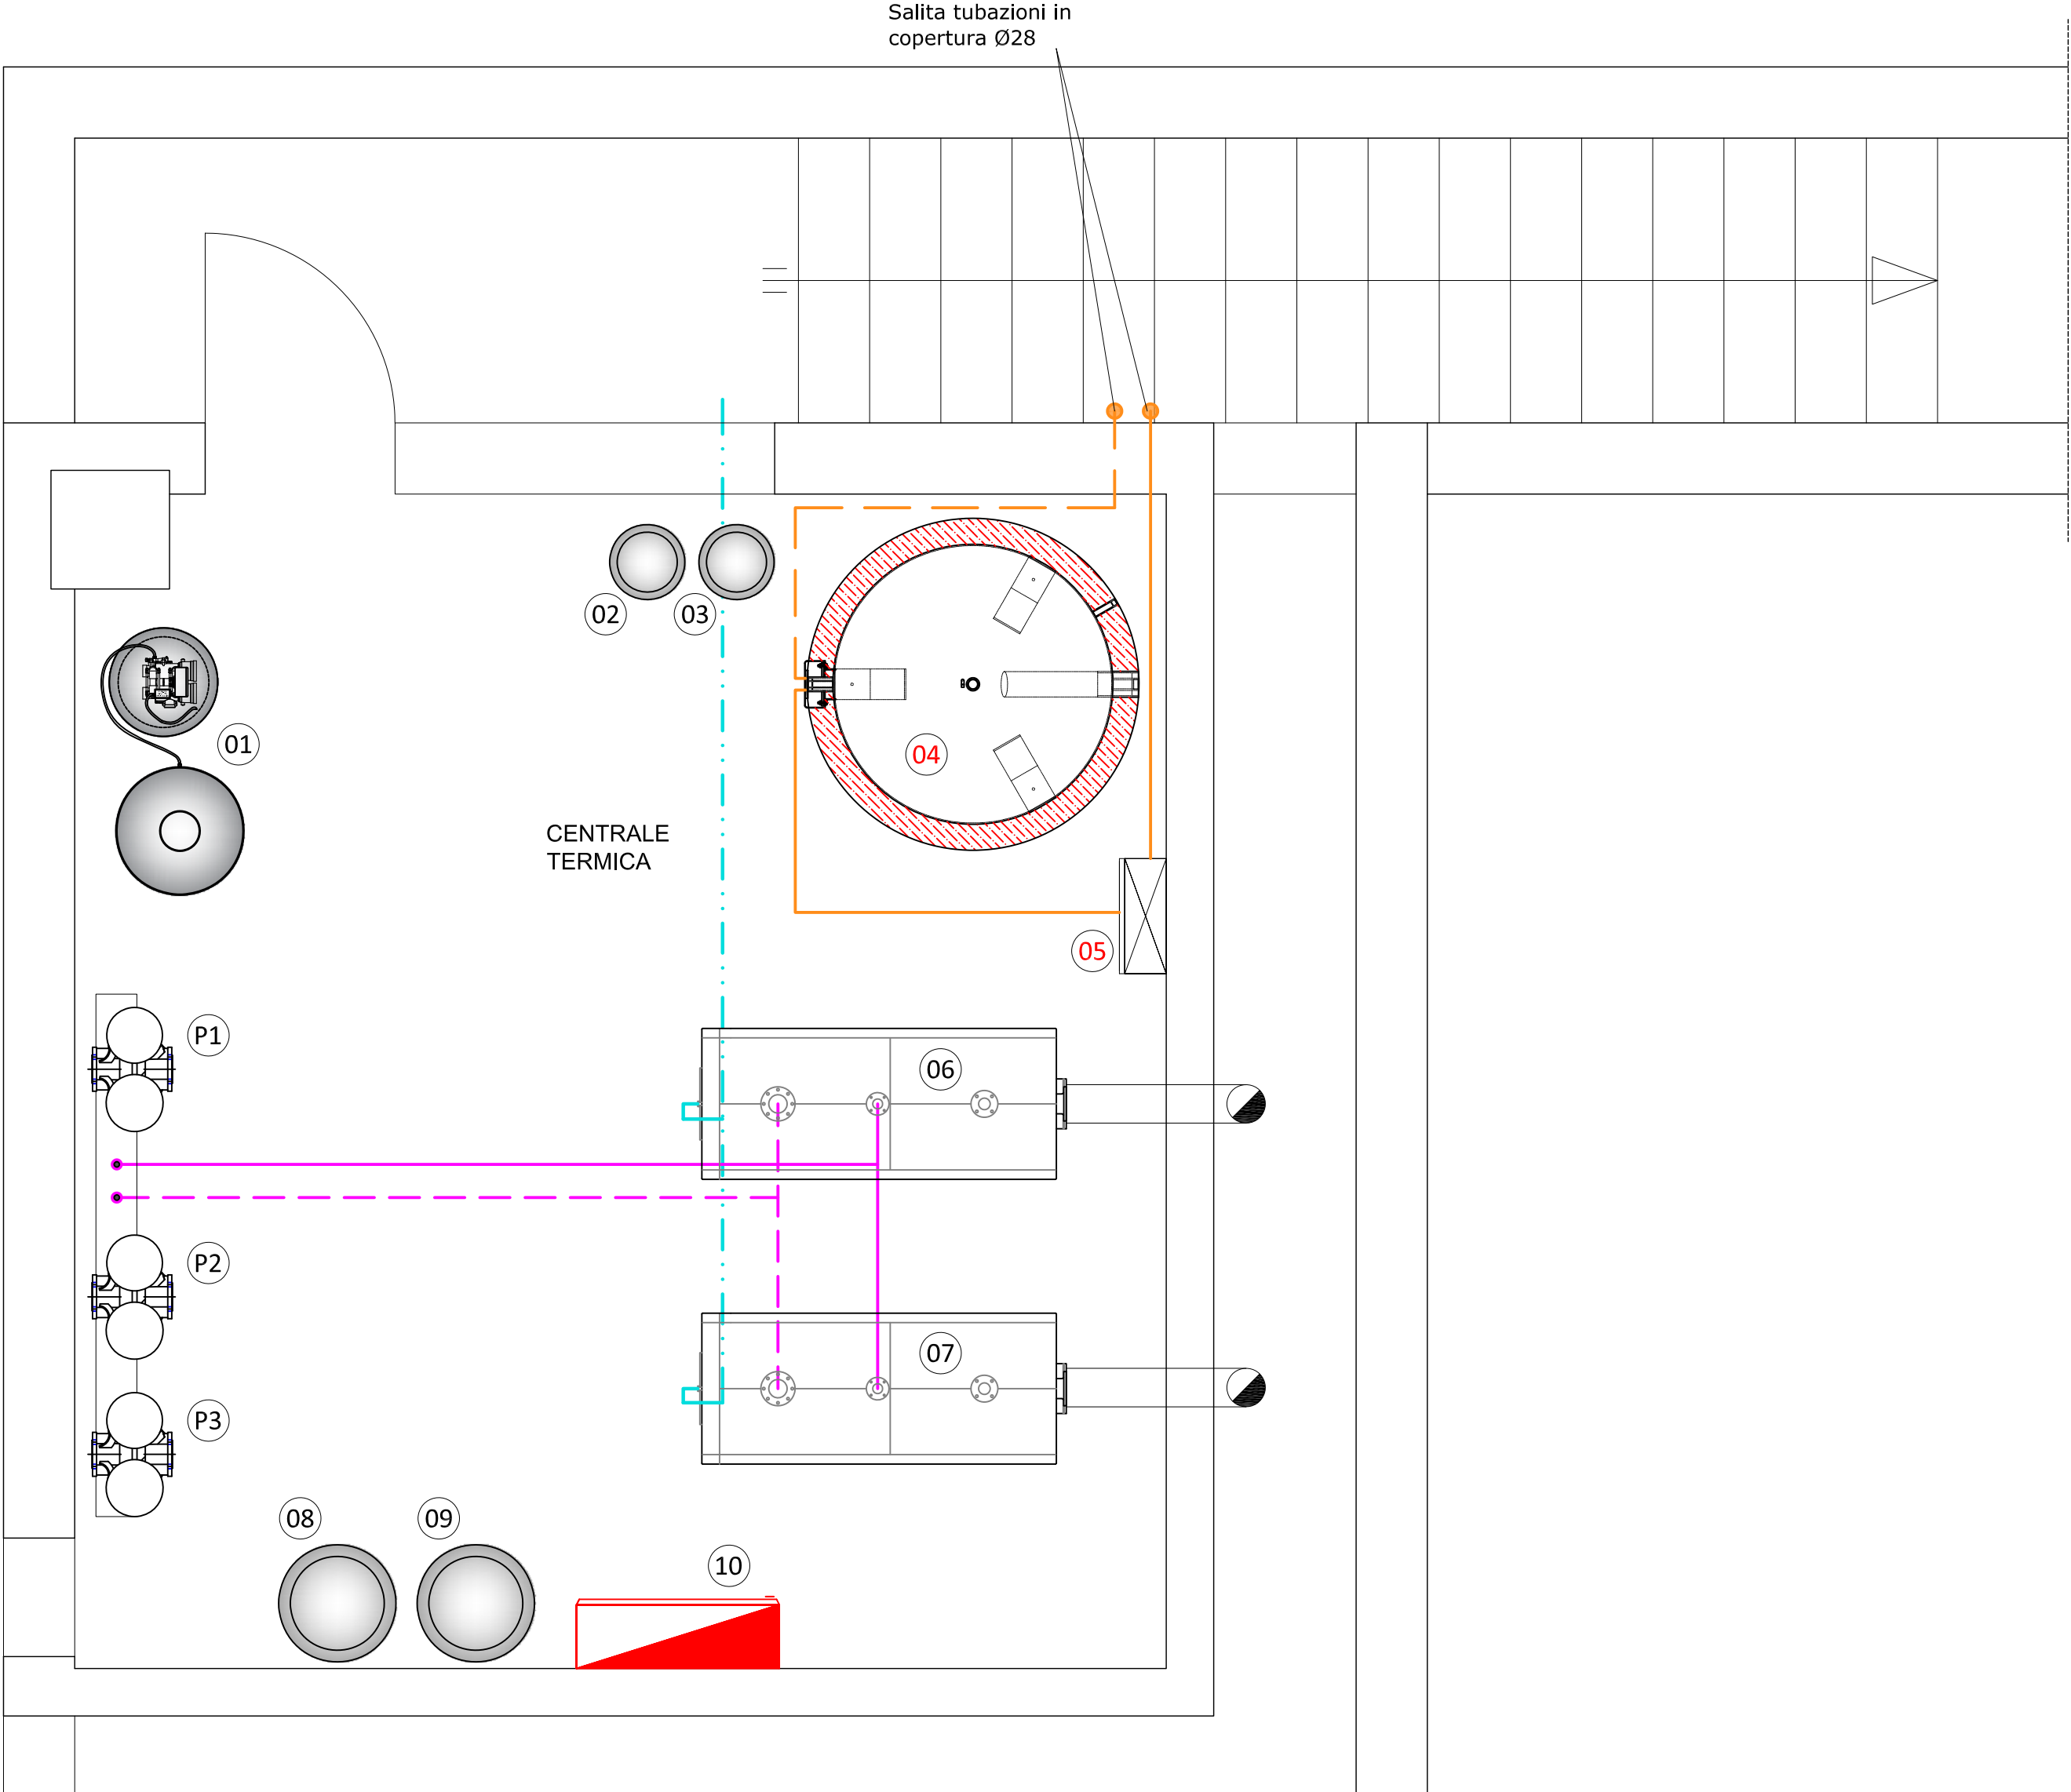 Salita tubazioni in
copertura Ø28
02
03
01
04
CENTRALE
TERMICA
05
P1
06
P2
07
P3
08
09
10